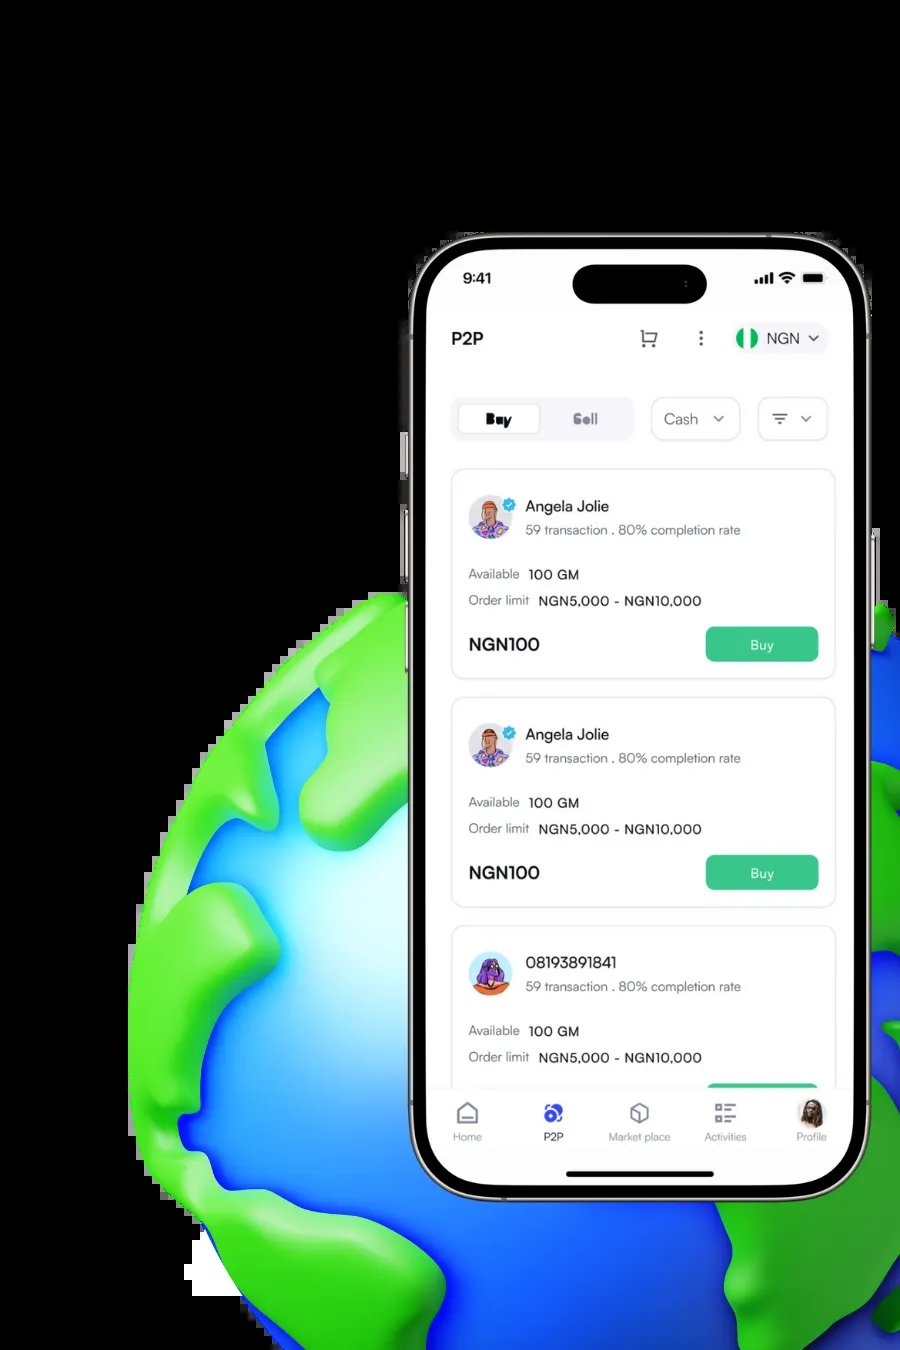 9:41
P2P
NGN
Buy
Sell
Cash
Angela Jolie
59 transaction . 80% completion rate
Available 100 GM
Order limit NGN5,000 - NGN10,000
NGN100
Buy
Angela Jolie
59 transaction . 80% completion rate
Available 100 GM
Order limit NGN5,000 - NGN10,000
NGN100
Buy
08193891841
59 transaction . 80% completion rate
Available 100 GM
Order limit NGN5,000 - NGN10,000
Home
P2P
Market place
Activities
Profile